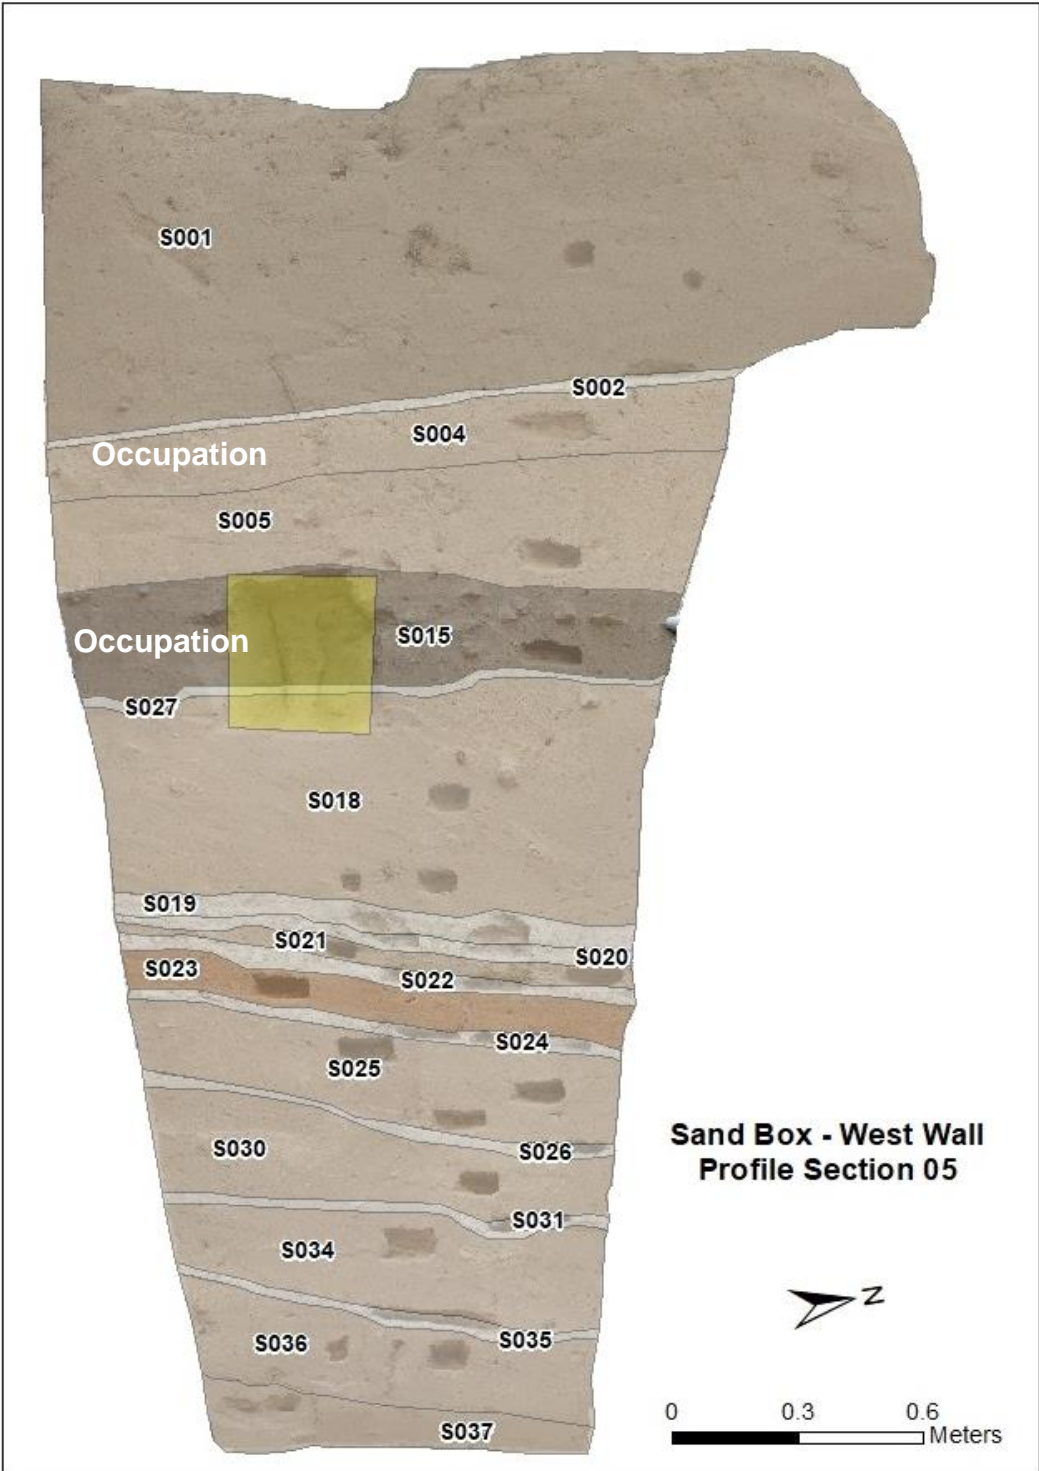 S001
S002
S004
Occupation
S005
Occupation
S015
S027
S018
S019
S021
S020
S023
S022
S024
S025
S026
S030
Sand Box - West Wall
Profile Section 05
S031
S034
N
S035
S036
0 0.3 0.6
Meters
S037